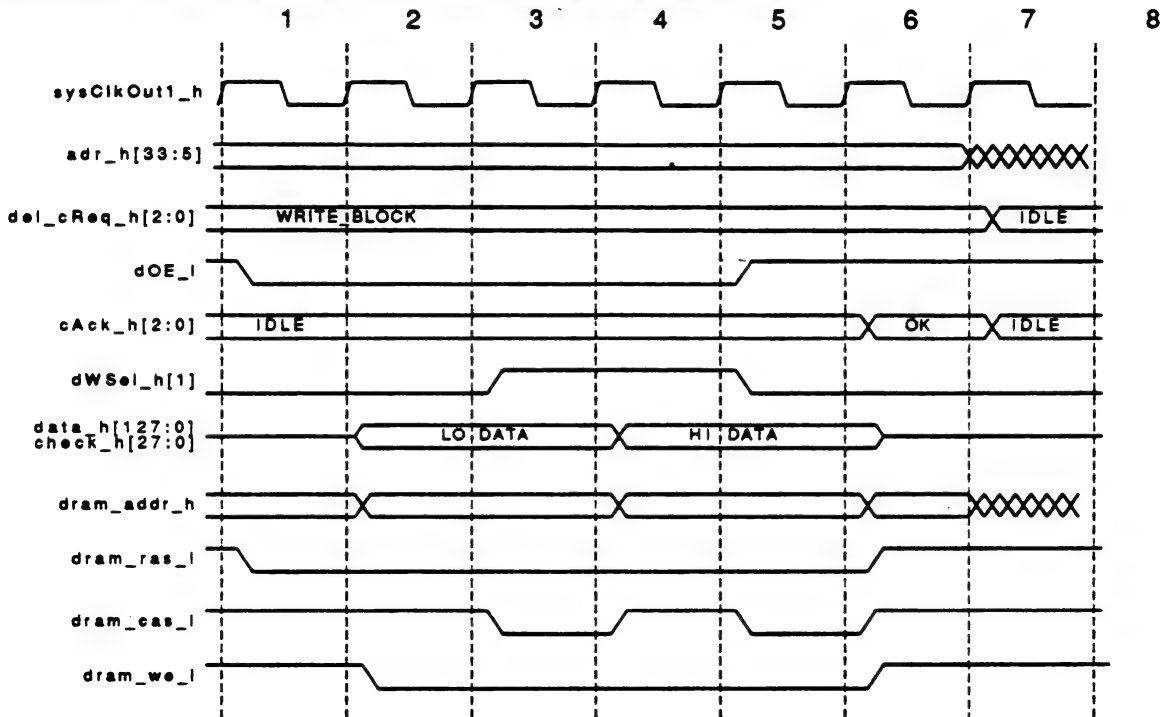 1 2 3 4 5 6 7 8
sysClkOut1_h
adr_h[33:5]
del_cReq_h[2:0] WRITE_BLOCK IDLE
dOE_l
cAck_h[2:0] IDLE OK IDLE
dWSel_h[1]
data_h[127:0]
check_h[27:0] LO DATA HI DATA
dram_addr_h
dram_ras_l
dram_cas_l
dram_we_l